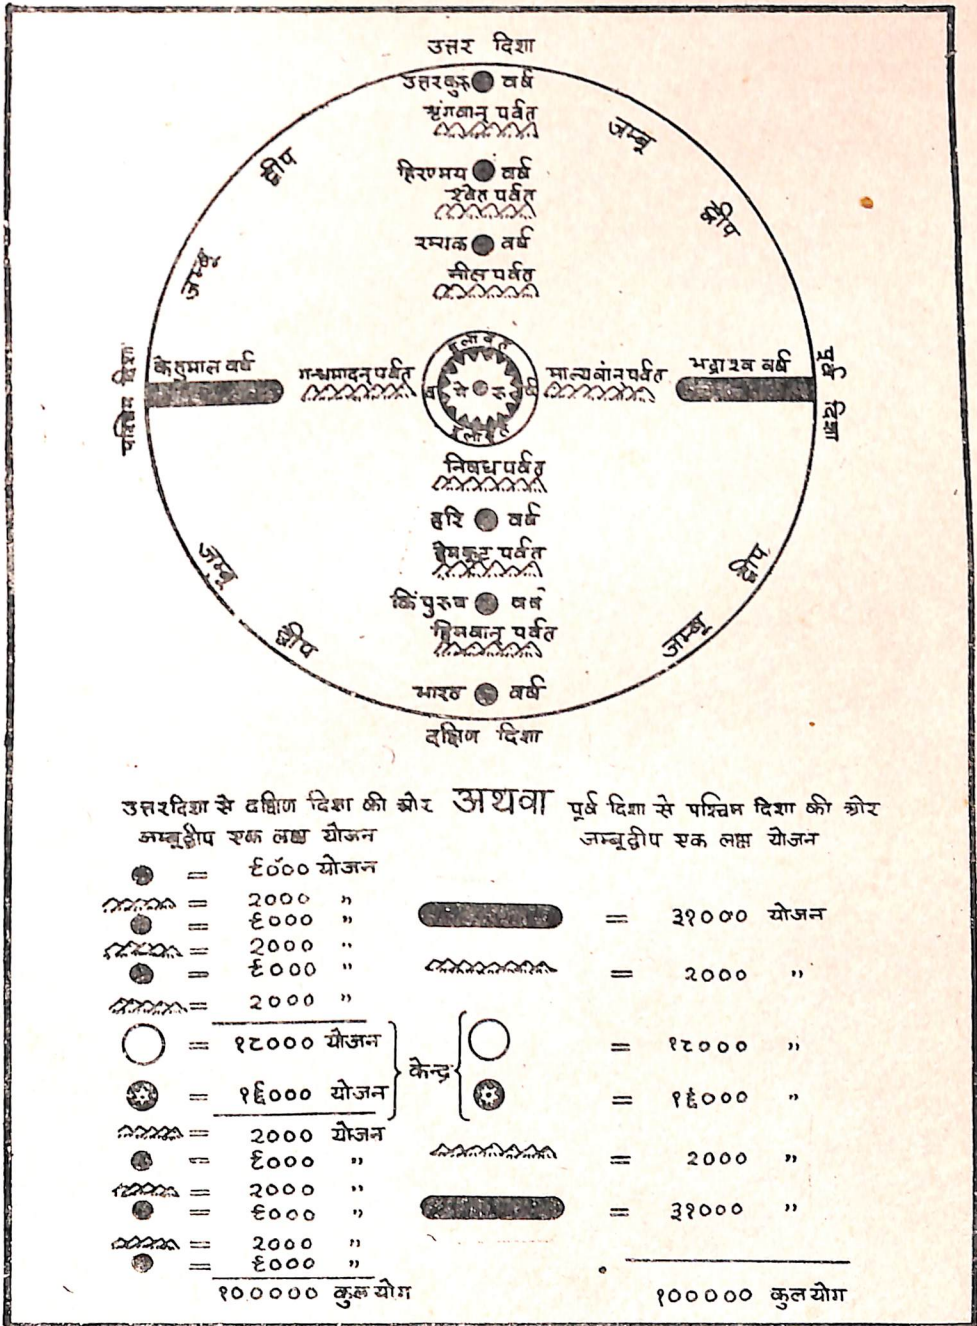 उत्तर दिशा
उत्तरकुरु वर्ष
श्रृंगवान् पर्वत
जम्बू
द्वीप
हिरण्मय वर्ष
श्वेत पर्वत
द्वीप
रम्यक वर्ष
जम्बू
नील पर्वत
पश्चिम दिशा
केतुमाल वर्ष
गन्धमादन पर्वत
इलावृत
मेरु
इलावृत
माल्यवान पर्वत
भद्राश्व वर्ष
पूर्व दिशा
निषध पर्वत
हरि वर्ष
जम्बू
हेमकूट पर्वत
द्वीप
किंपुरुष वर्ष
द्वीप
हिमवान् पर्वत
जम्बू
भारत वर्ष
दक्षिण दिशा
उत्तरदिशा से दक्षिण दिशा की ओर अथवा पूर्व दिशा से पश्चिम दिशा की ओर
जम्बूद्वीप एक लक्ष योजन जम्बूद्वीप एक लक्ष योजन
= ९००० योजन
= २००० "
= ९००० " = ३१००० योजन
= २००० "
= ९००० " = २००० "
= २००० "
= १८००० योजन = १८००० "
केन्द्र
= १६००० योजन = १६००० "
= २००० योजन
= ९००० " = २००० "
= २००० "
= ९००० " = ३१००० "
= २००० "
= ९००० "
१००००० कुल योग १००००० कुल योग